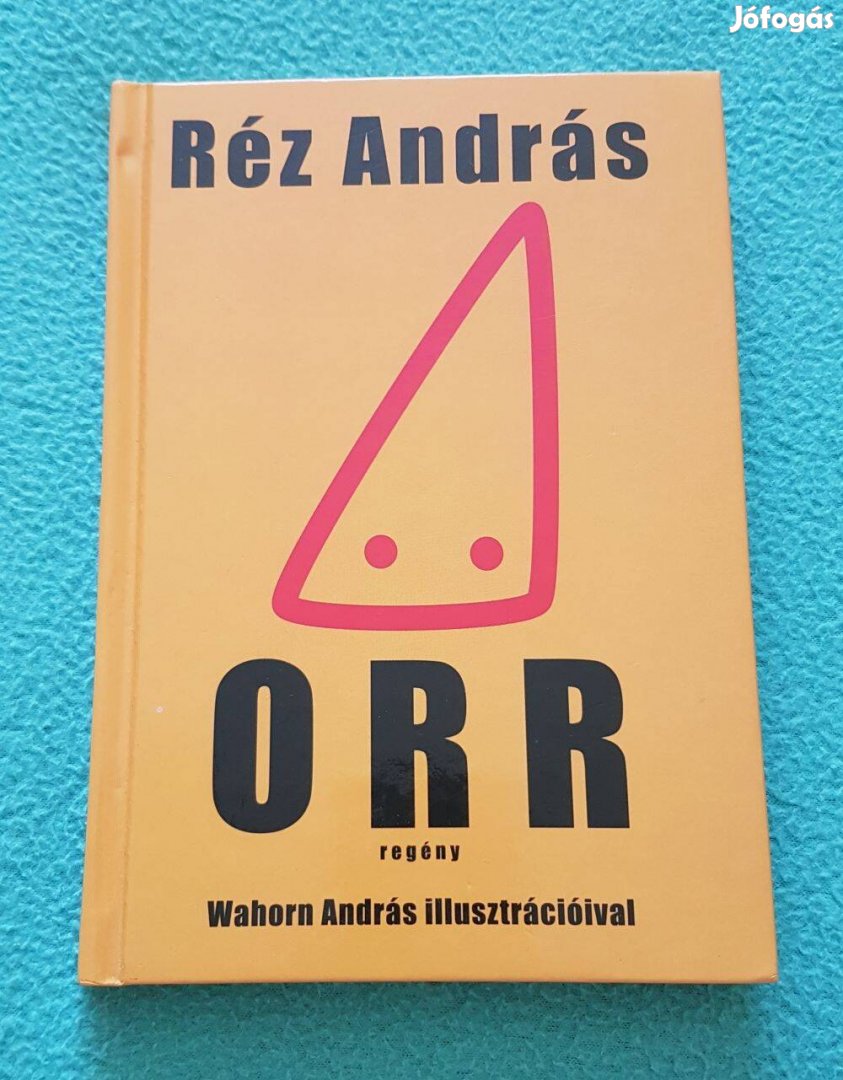 Jófogás
Réz András
ORR
regény
Wahorn András illusztrációival